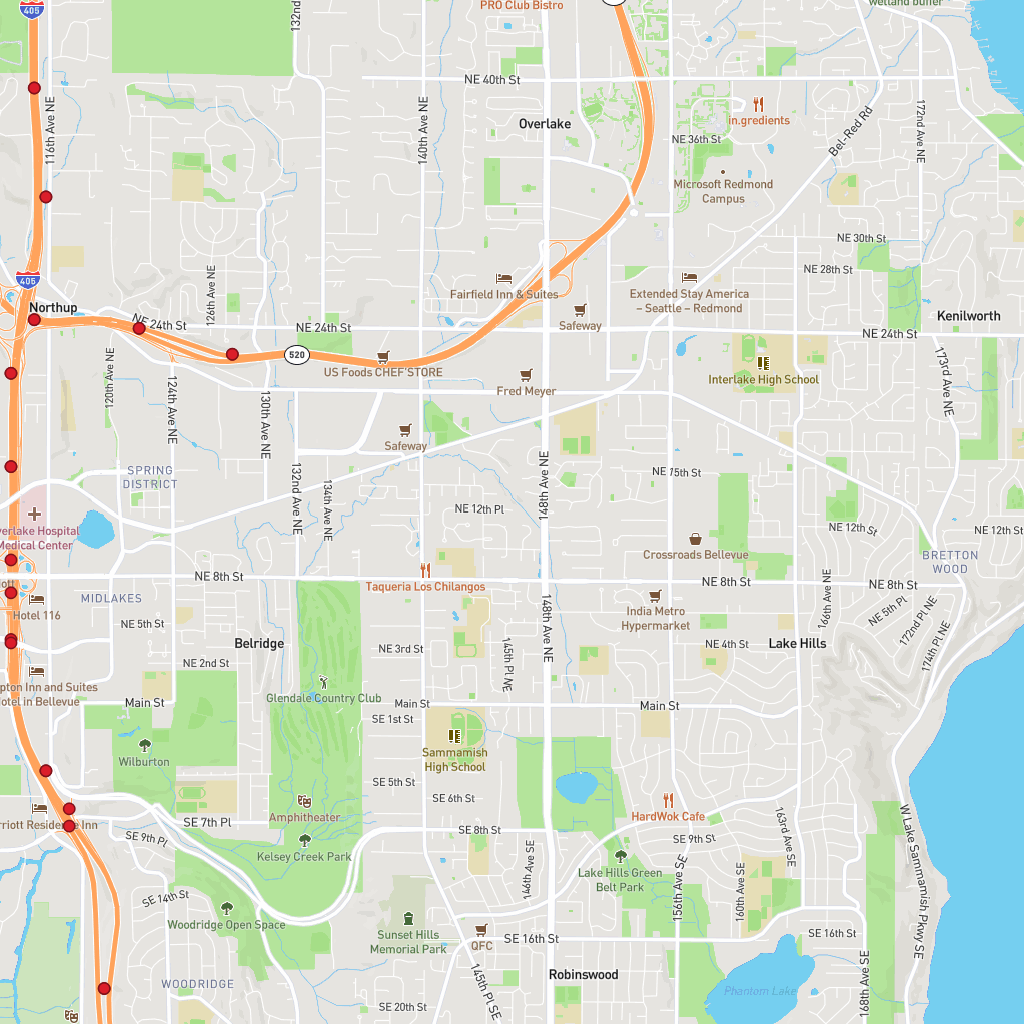 405
132nd
PRO Club Bistro
wetland buffer
NE 40th St
116th Ave NE
140th Ave NE
Overlake
in.gredients
NE 36th St
Bel-Red Rd
172nd Ave NE
Microsoft Redmond
Campus
NE 30th St
NE 28th St
405
126th Ave NE
Fairfield Inn & Suites
Extended Stay America
– Seattle – Redmond
Northup
NE 24th St
NE 24th St
Safeway
NE 24th St
Kenilworth
520
US Foods CHEF'STORE
Fred Meyer
Interlake High School
120th Ave NE
124th Ave NE
130th Ave NE
173rd Ave NE
Safeway
SPRING
DISTRICT
132nd Ave NE
134th Ave NE
148th Ave NE
NE 15th St
NE 12th Pl
NE 12th St
NE 12th St
verlake Hospital
Medical Center
Crossroads Bellevue
BRETTON
WOOD
NE 8th St
Taqueria Los Chilangos
NE 8th St
NE 8th St
ott
MIDLAKES
Hotel 116
148th Ave NE
India Metro
Hypermarket
166th Ave NE
NE 5th Pl
172nd Pl NE
174th Pl NE
NE 5th St
Belridge
NE 3rd St
145th Pl NE
NE 4th St
Lake Hills
NE 2nd St
pton Inn and Suites
otel in Bellevue
Main St
Glendale Country Club
Main St
Main St
SE 1st St
Wilburton
Sammamish
High School
SE 5th St
SE 6th St
rriott Residence Inn
SE 7th Pl
Amphitheater
SE 9th Pl
SE 8th St
HardWok Cafe
SE 9th St
163rd Ave SE
W Lake Sammamish Pkwy SE
Kelsey Creek Park
146th Ave SE
Lake Hills Green
Belt Park
156th Ave SE
160th Ave SE
SE 14th St
Woodridge Open Space
Sunset Hills
Memorial Park
QFC
SE 16th St
SE 16th St
WOODRIDGE
145th Pl SE
Robinswood
Phantom Lake
168th Ave SE
SE 20th St